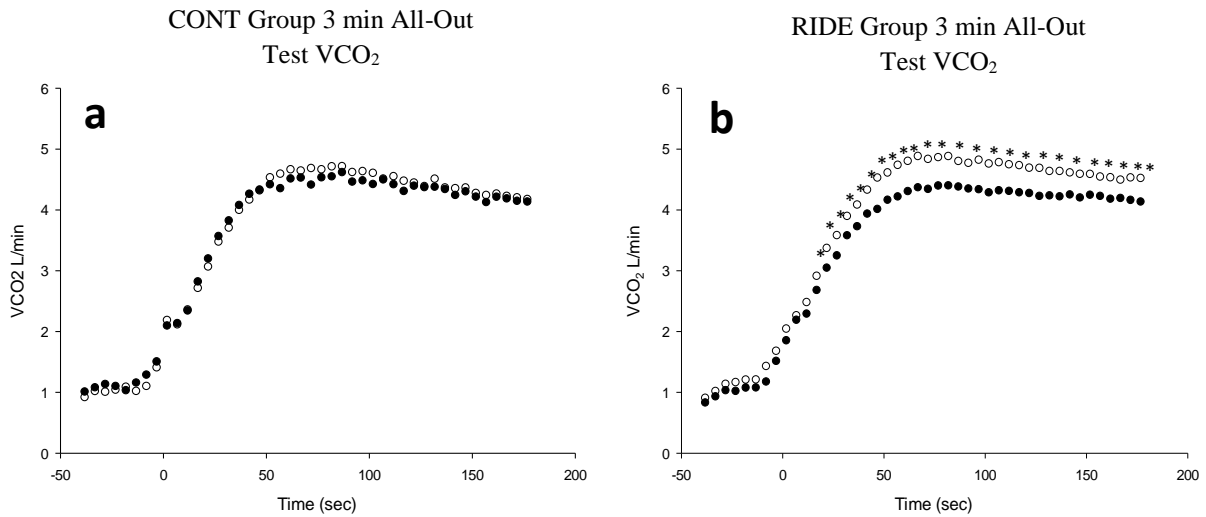 CONT Group 3 min All-Out
Test VCO₂
a
6
5
4
3
2
1
0
VCO2 L/min
-50
0
50
100
150
200
Time (sec)
RIDE Group 3 min All-Out
Test VCO₂
b
6
5
4
3
2
1
0
VCO₂ L/min
-50
0
50
100
150
200
Time (sec)